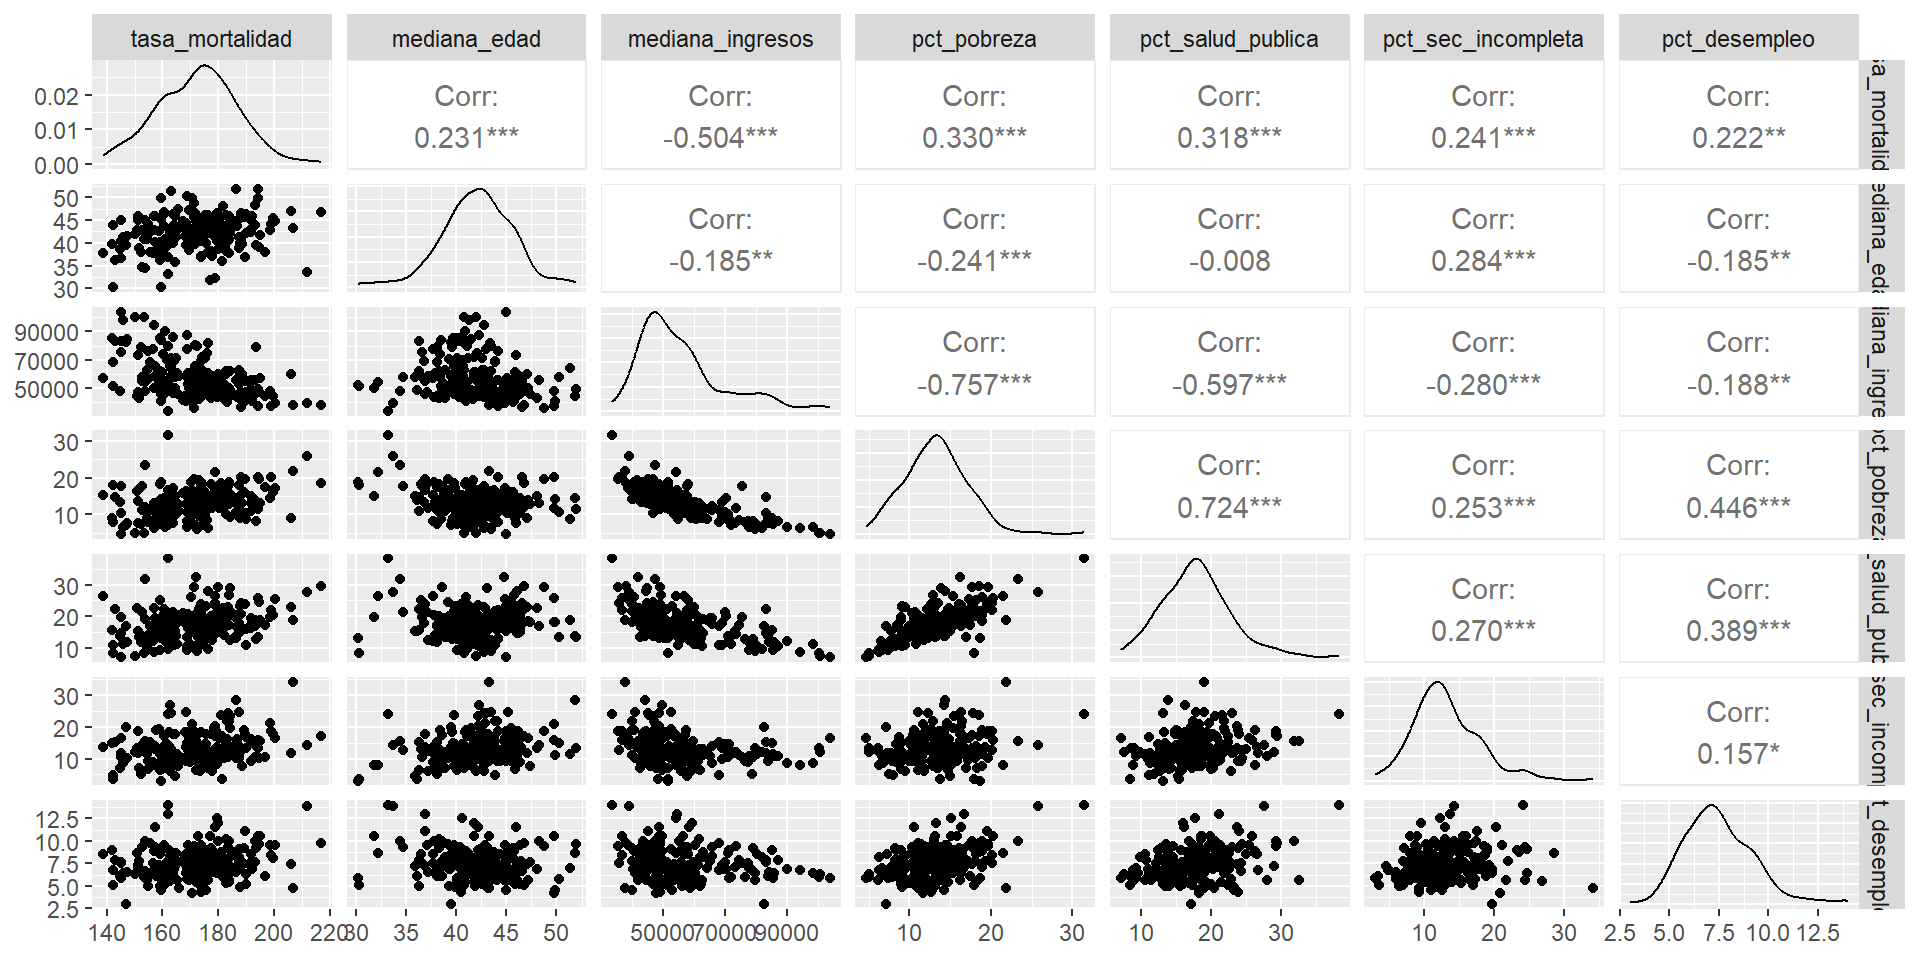 tasa_mortalidad mediana_edad mediana_ingresos pct_pobreza pct_salud_publica pct_sec_incompleta pct_desempleo
0.02
0.01
0.00
Corr:
0.231***
Corr:
-0.504***
Corr:
0.330***
Corr:
0.318***
Corr:
0.241***
Corr:
0.222**
sa_mortalid
50
45
40
35
30
Corr:
-0.185**
Corr:
-0.241***
Corr:
-0.008
Corr:
0.284***
Corr:
-0.185**
ediana_eda
90000
70000
50000
Corr:
-0.757***
Corr:
-0.597***
Corr:
-0.280***
Corr:
-0.188**
diana_ingre
30
20
10
Corr:
0.724***
Corr:
0.253***
Corr:
0.446***
pct_pobreza
30
20
10
Corr:
0.270***
Corr:
0.389***
_salud_pub
30
20
10
Corr:
0.157*
sec_incom
12.5
10.0
7.5
5.0
2.5
t_desemple
140 160 180 200 220
30 35 40 45 50
50000 70000 90000
10 20 30
10 20 30
10 20 30
2.5 5.0 7.5 10.0 12.5